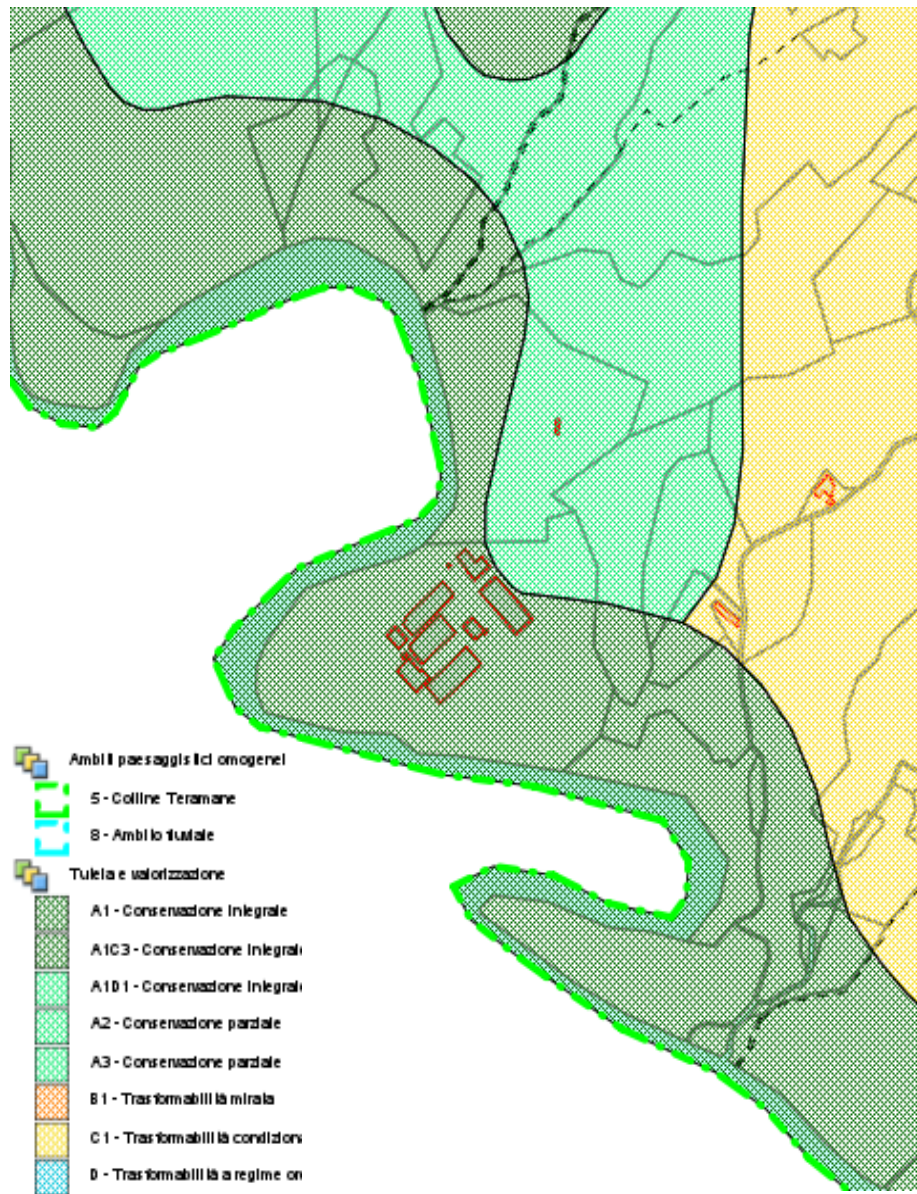 Ambiti paesaggistici omogenei
5 - Colline Teramane
8 - Ambito fluviale
Tutela e valorizzazione
A1 - Conservazione integrale
A1C3 - Conservazione integrale
A1D1 - Conservazione integrale
A2 - Conservazione parziale
A3 - Conservazione parziale
B1 - Trasformabilità mirata
C1 - Trasformabilità condiziona
D - Trasformabilità a regime or